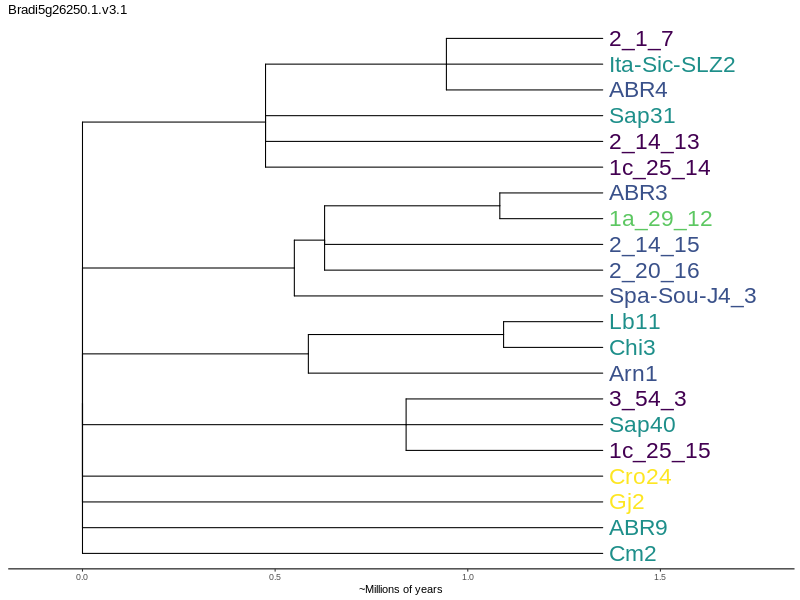 Bradi5g26250.1.v3.1
2_1_7
Ita-Sic-SLZ2
ABR4
Sap31
2_14_13
1c_25_14
ABR3
1a_29_12
2_14_15
2_20_16
Spa-Sou-J4_3
Lb11
Chi3
Arn1
3_54_3
Sap40
1c_25_15
Cro24
Gj2
ABR9
Cm2
0.0 0.5 1.0 1.5
~Millions of years